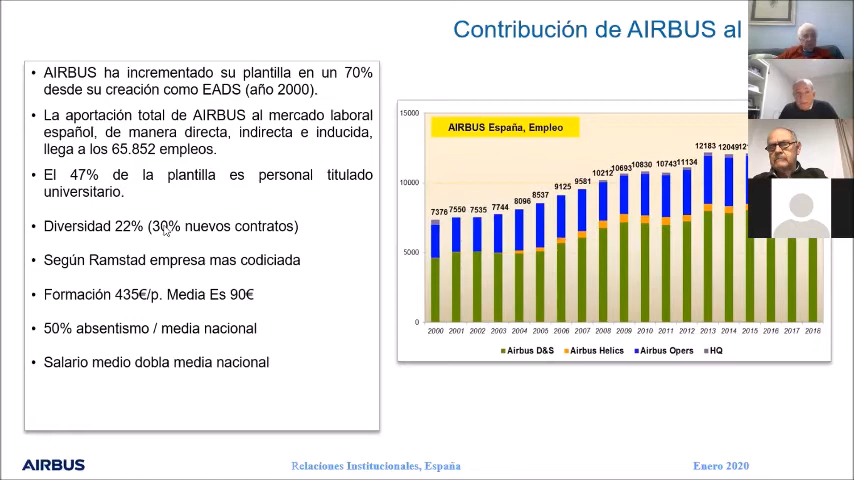 Contribución de AIRBUS al
• AIRBUS ha incrementado su plantilla en un 70%
desde su creación como EADS (año 2000).
• La aportación total de AIRBUS al mercado laboral
español, de manera directa, indirecta e inducida,
llega a los 65.852 empleos.
• El 47% de la plantilla es personal titulado
universitario.
• Diversidad 22% (30% nuevos contratos)
• Según Ramstad empresa mas codiciada
• Formación 435€/p. Media Es 90€
• 50% absentismo / media nacional
• Salario medio dobla media nacional
AIRBUS España, Empleo
15000
10000
5000
0
7376 7550 7535 7744 8096 8537 9125 9581 10212 10693 10830 10743 11134 12183 12049
2000 2001 2002 2003 2004 2005 2006 2007 2008 2009 2010 2011 2012 2013 2014 2015 2016 2017 2018
Airbus D&S Airbus Helics Airbus Opers HQ
AIRBUS
Relaciones Institucionales, España
Enero 2020